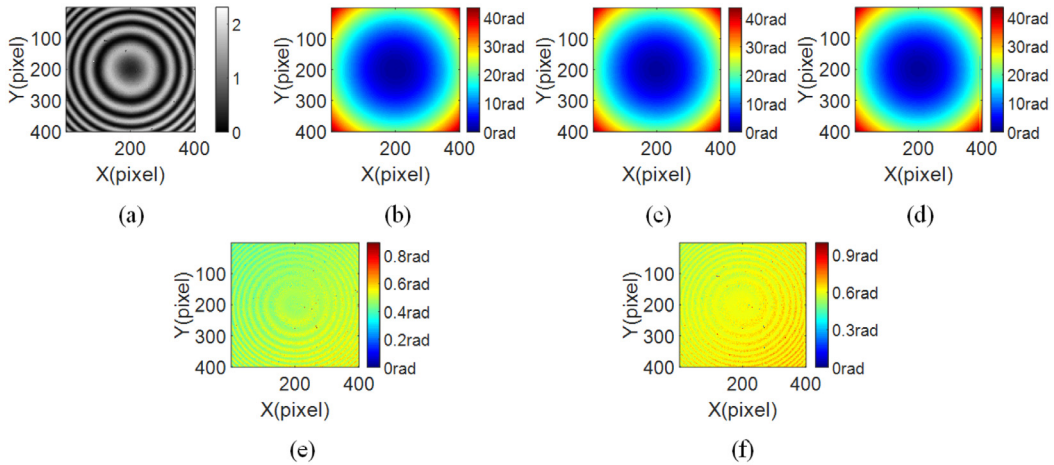 2
1
0
100
200
300
400
Y(pixel)
200 400
X(pixel)
(a)
40rad
30rad
20rad
10rad
0rad
100
200
300
400
Y(pixel)
200 400
X(pixel)
(b)
40rad
30rad
20rad
10rad
0rad
100
200
300
400
Y(pixel)
200 400
X(pixel)
(c)
40rad
30rad
20rad
10rad
0rad
100
200
300
400
Y(pixel)
200 400
X(pixel)
(d)
0.8rad
0.6rad
0.4rad
0.2rad
0rad
100
200
300
400
Y(pixel)
200 400
X(pixel)
(e)
0.9rad
0.6rad
0.3rad
0rad
100
200
300
400
Y(pixel)
200 400
X(pixel)
(f)